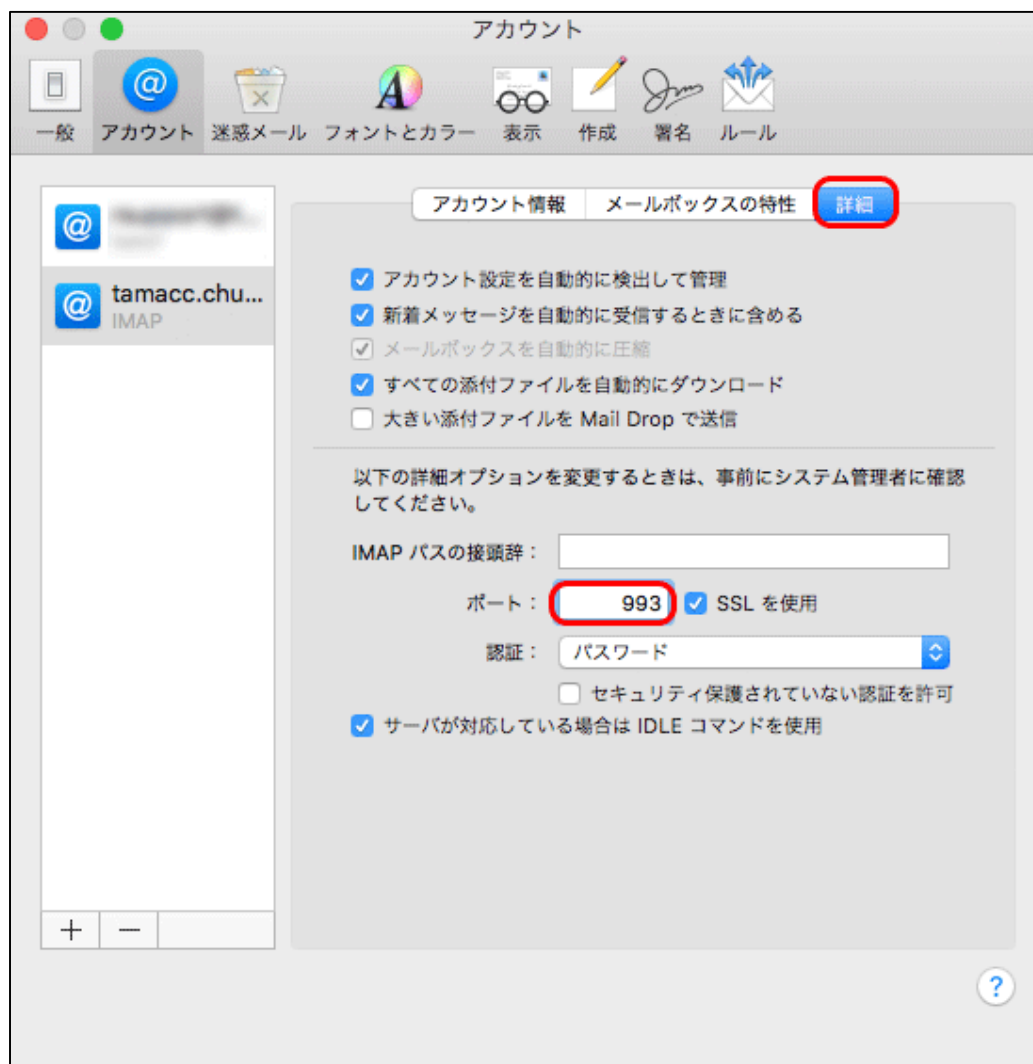 アカウント
一般 アカウント 迷惑メール フォントとカラー 表示 作成 署名 ルール
アカウント情報 メールボックスの特性 詳細
tamacc.chu...
IMAP
アカウント設定を自動的に検出して管理
新着メッセージを自動的に受信するときに含める
メールボックスを自動的に圧縮
すべての添付ファイルを自動的にダウンロード
大きい添付ファイルを Mail Drop で送信
以下の詳細オプションを変更するときは、事前にシステム管理者に確認
してください。
IMAP パスの接頭辞：
ポート： 993 SSL を使用
認証： パスワード
セキュリティ保護されていない認証を許可
サーバが対応している場合は IDLE コマンドを使用